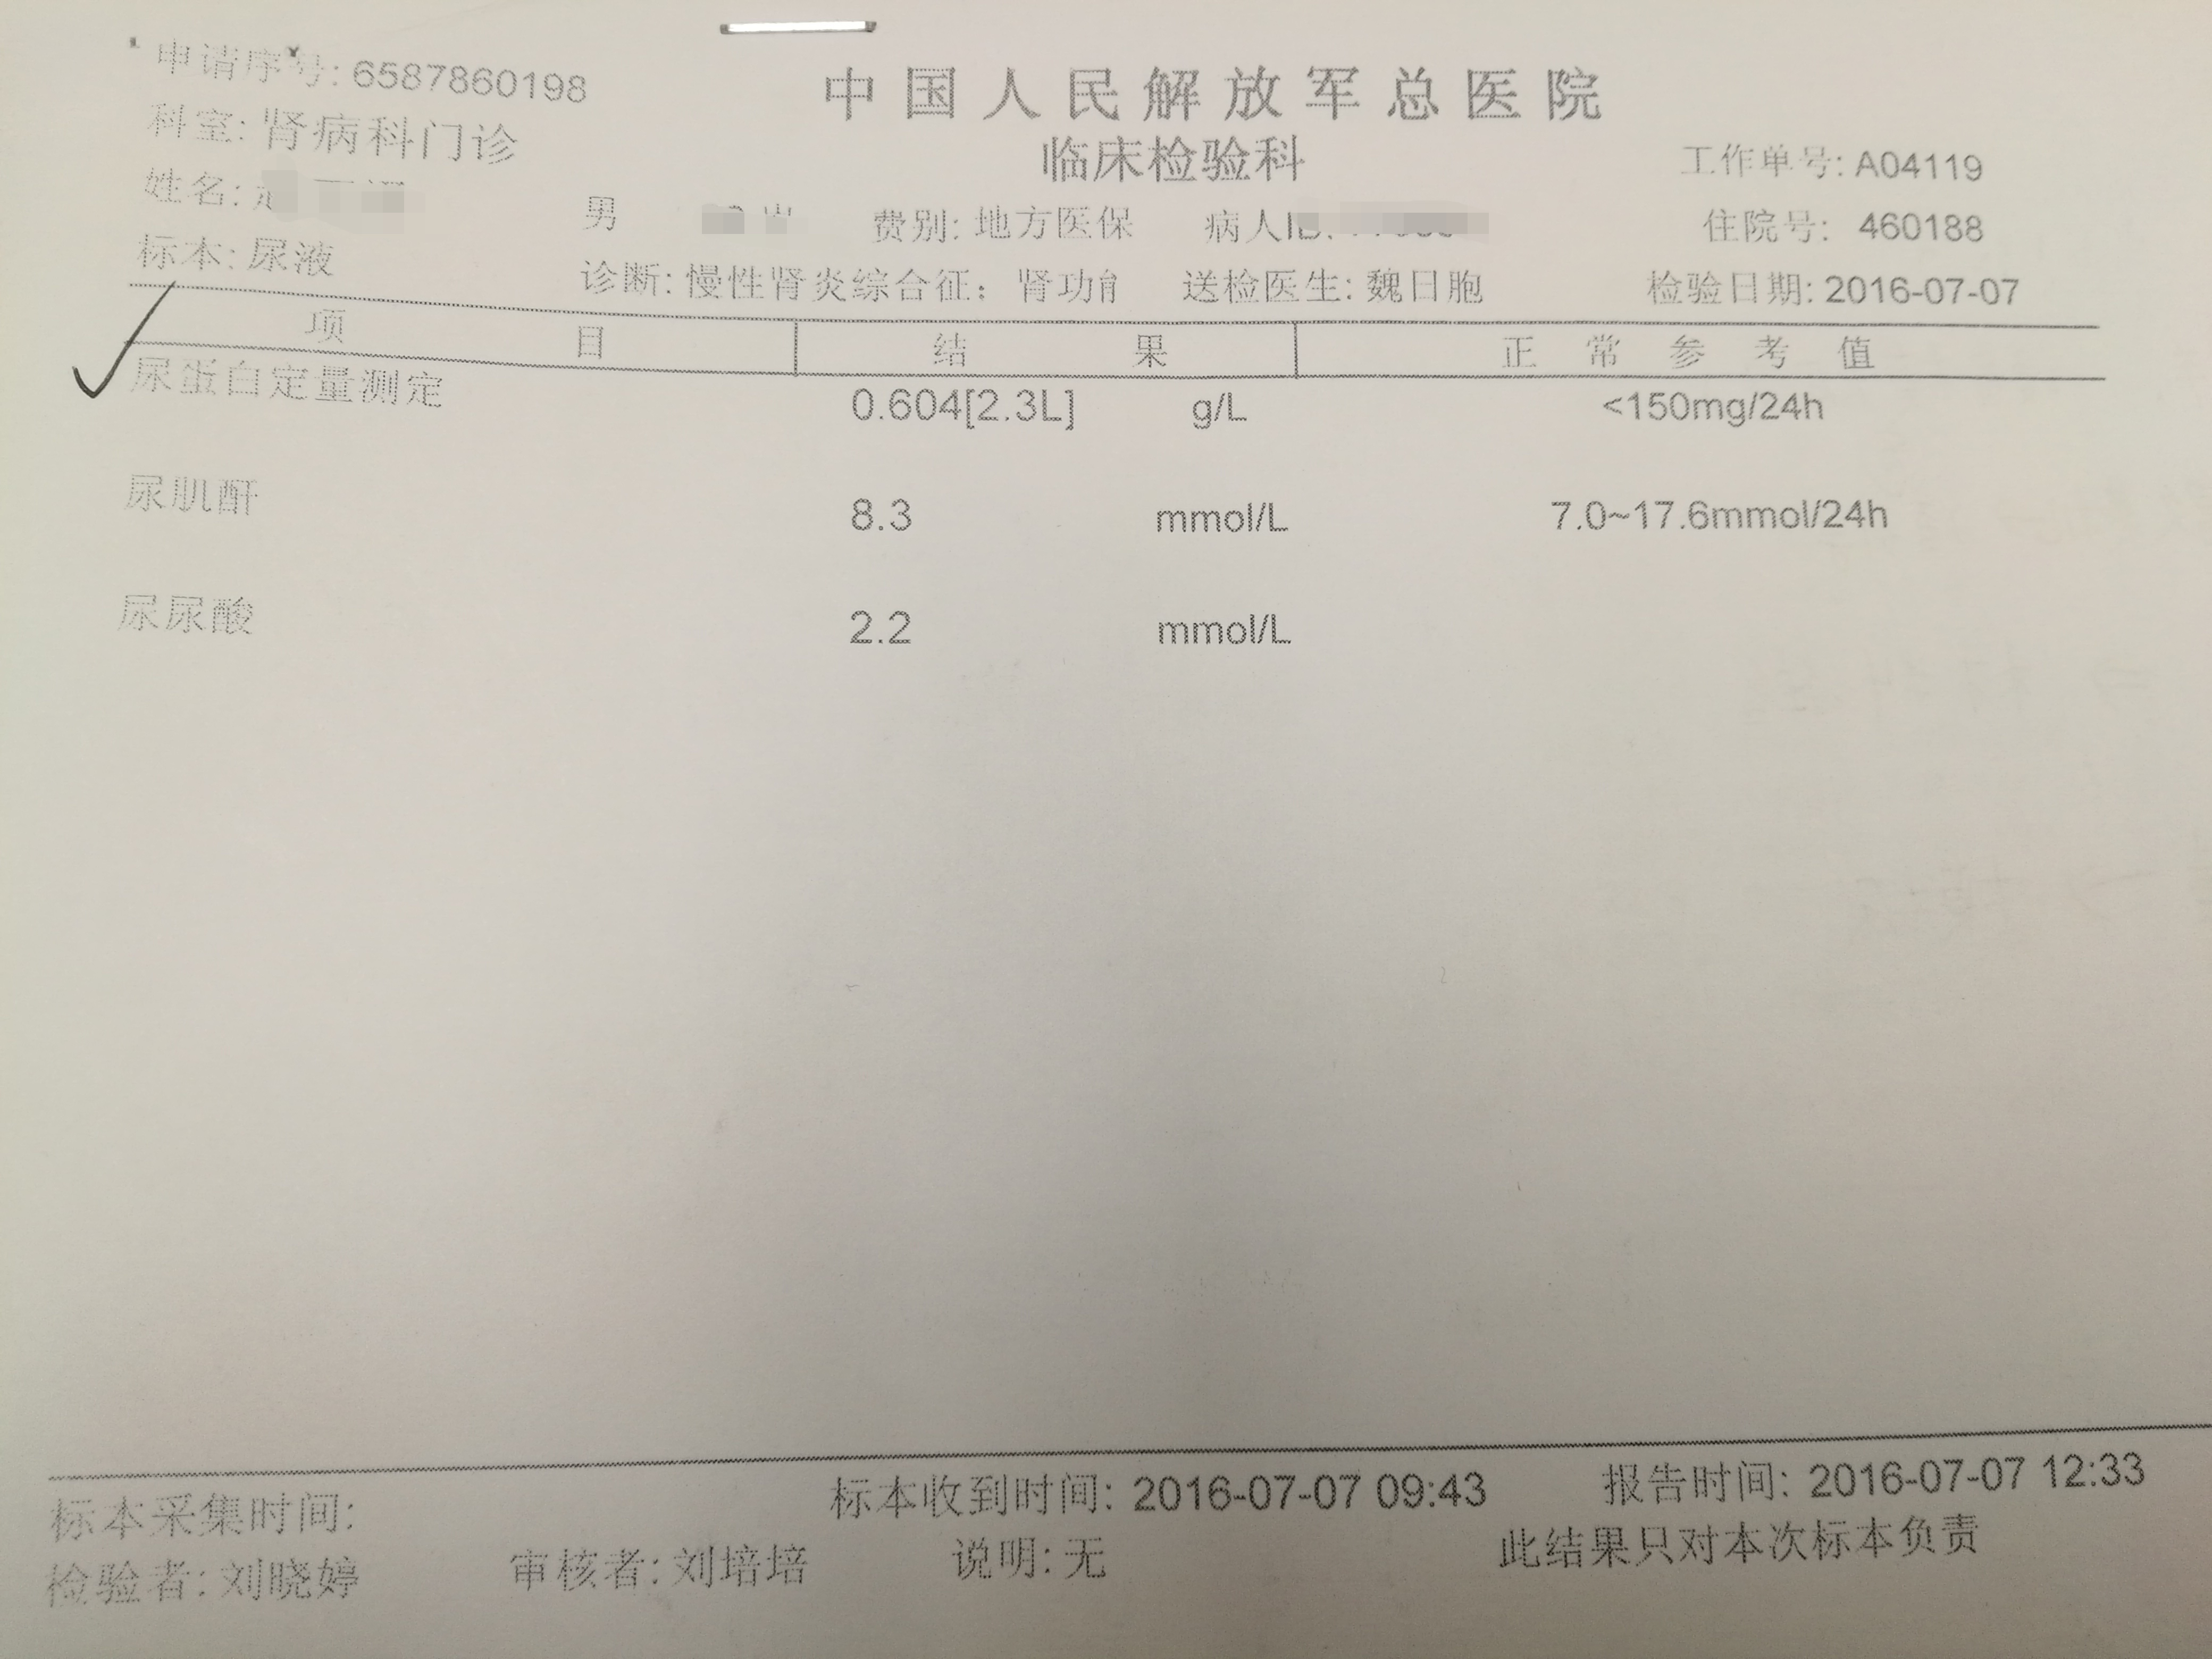 申请序号: 6587860198
中国人民解放军总医院
科室: 肾病科门诊
临床检验科
工作单号: A04119
姓名:
男
费别: 地方医保
病人ID:
住院号: 460188
标本: 尿液
诊断: 慢性肾炎综合征: 肾功
送检医生: 魏日胞
检验日期: 2016-07-07
项目 结果 正常参考值
尿蛋白定量测定 0.604[2.3L] g/L <150mg/24h
尿肌酐 8.3 mmol/L 7.0~17.6mmol/24h
尿尿酸 2.2 mmol/L
标本采集时间:
标本收到时间: 2016-07-07 09:43
报告时间: 2016-07-07 12:33
检验者: 刘晓婷
审核者: 刘培培
说明: 无
此结果只对本次标本负责